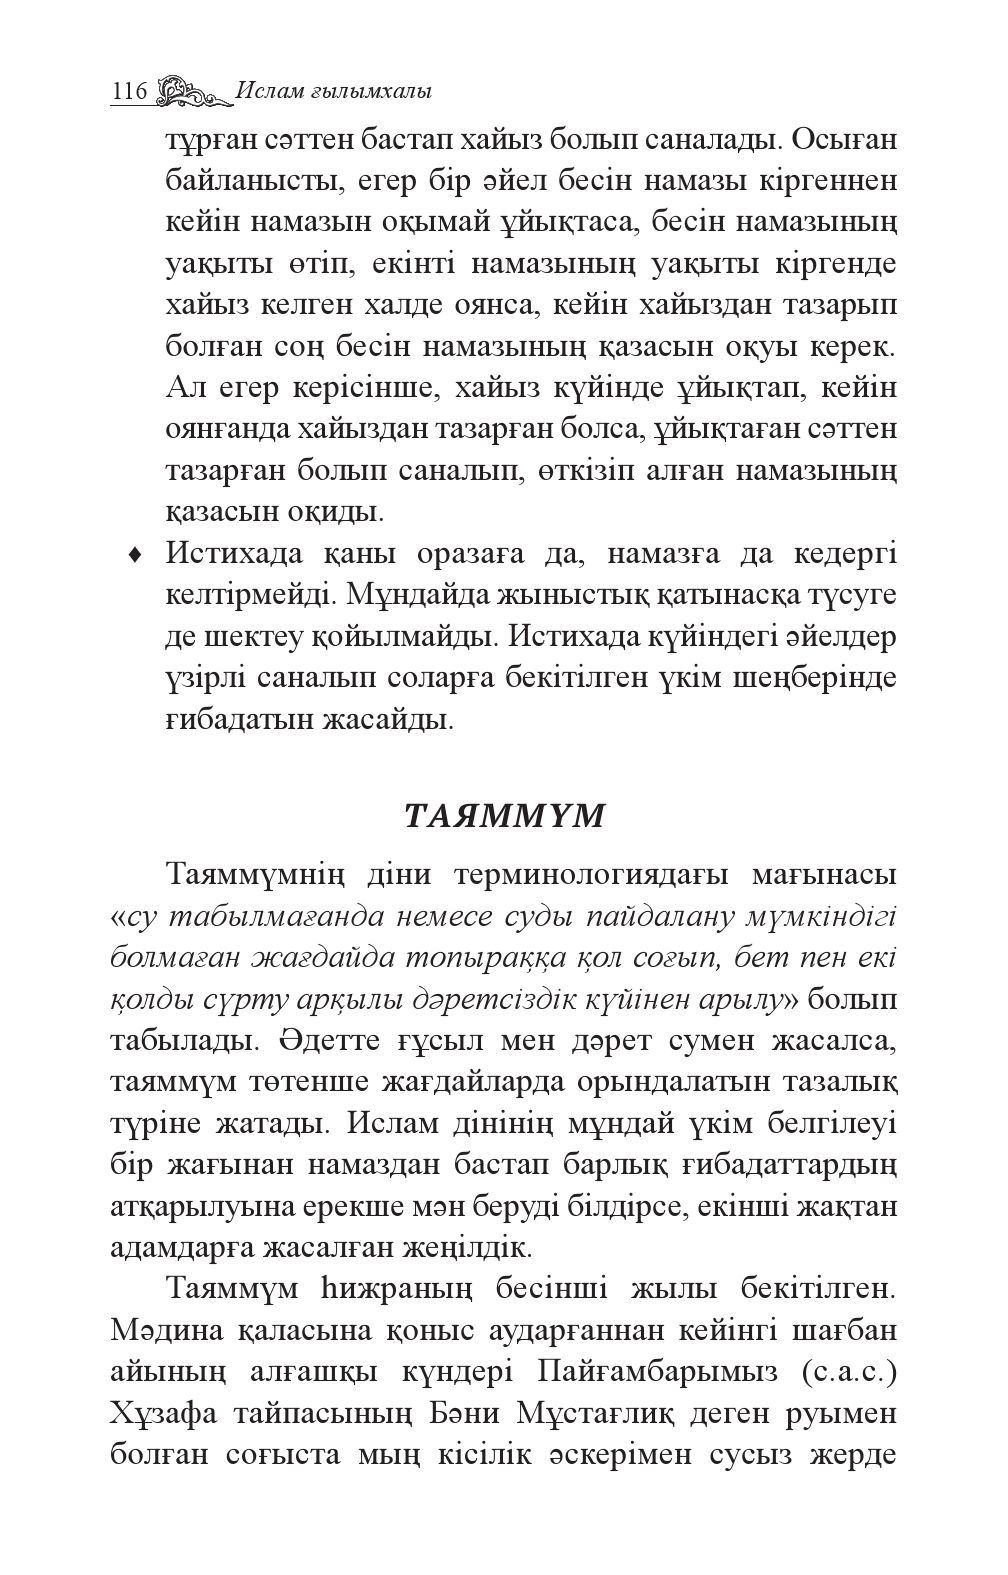 116 Ислам ғылымхалы
тұрған сәттен бастап хайыз болып саналады. Осыған
байланысты, егер бір әйел бесін намазы кіргеннен
кейін намазын оқымай ұйықтаса, бесін намазының
уақыты өтіп, екінті намазының уақыты кіргенде
хайыз келген халде оянса, кейін хайыздан тазарып
болған соң бесін намазының қазасын оқуы керек.
Ал егер керісінше, хайыз күйінде ұйықтап, кейін
оянғанда хайыздан тазарған болса, ұйықтаған сәттен
тазарған болып саналып, өткізіп алған намазының
қазасын оқиды.
♦ Истихада қаны оразаға да, намазға да кедергі
келтірмейді. Мұндайда жыныстық қатынасқа түсуге
де шектеу қойылмайды. Истихада күйіндегі әйелдер
үзірлі саналып соларға бекітілген үкім шеңберінде
ғибадатын жасайды.
ТАЯММҮМ
Таяммүмнің діни терминологиядағы мағынасы
«су табылмағанда немесе суды пайдалану мүмкіндігі
болмаған жағдайда топыраққа қол соғып, бет пен екі
қолды сүрту арқылы дәретсіздік күйінен арылу» болып
табылады. Әдетте ғұсыл мен дәрет сумен жасалса,
таяммүм төтенше жағдайларда орындалатын тазалық
түріне жатады. Ислам дінінің мұндай үкім белгілеуі
бір жағынан намаздан бастап барлық ғибадаттардың
атқарылуына ерекше мән беруді білдірсе, екінші жақтан
адамдарға жасалған жеңілдік.
Таяммүм һижраның бесінші жылы бекітілген.
Мәдина қаласына қоныс аударғаннан кейінгі шағбан
айының алғашқы күндері Пайғамбарымыз (с.а.с.)
Хұзафа тайпасының Бәни Мұстағлиқ деген руымен
болған соғыста мың кісілік әскерімен сусыз жерде